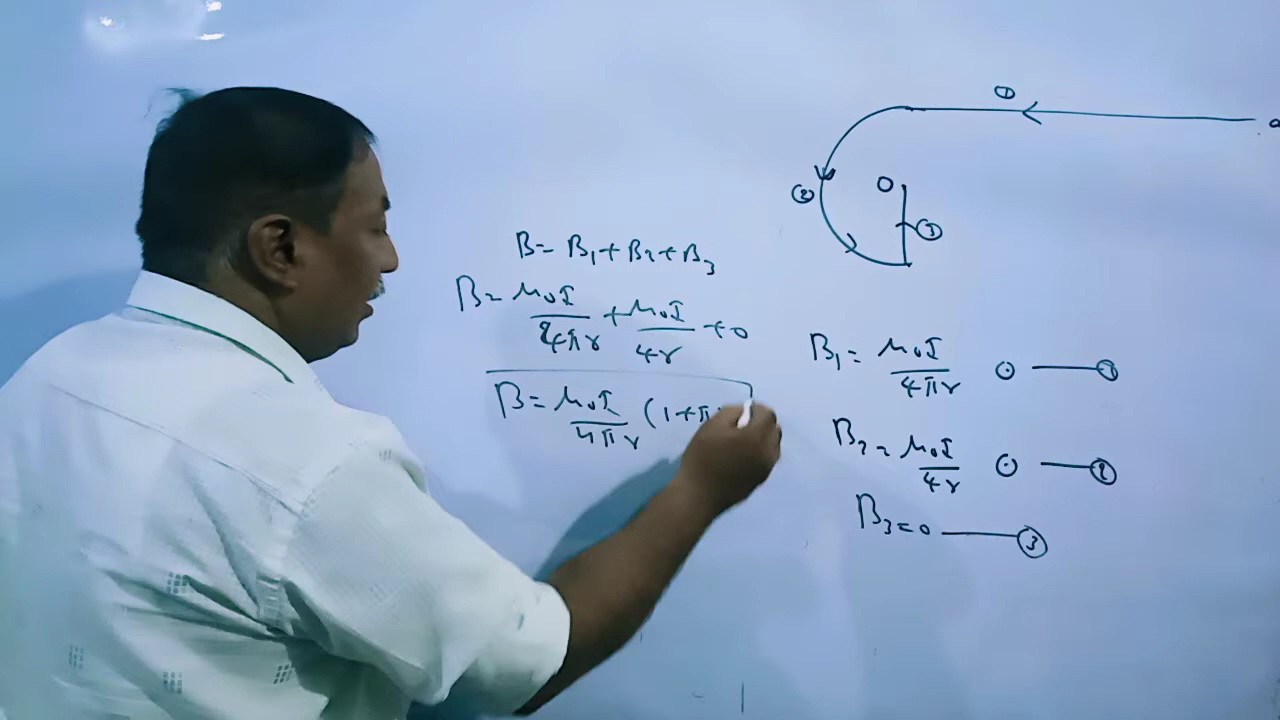 ①
②
O
③
B = B₁ + B₂ + B₃
B = μ₀I/4πr + μ₀I/4r + 0
B = μ₀I/4πr (1+π
B₁ = μ₀I/4πr ⊙ — ①
B₂ = μ₀I/4r ⊙ — ②
B₃ = 0 — ③